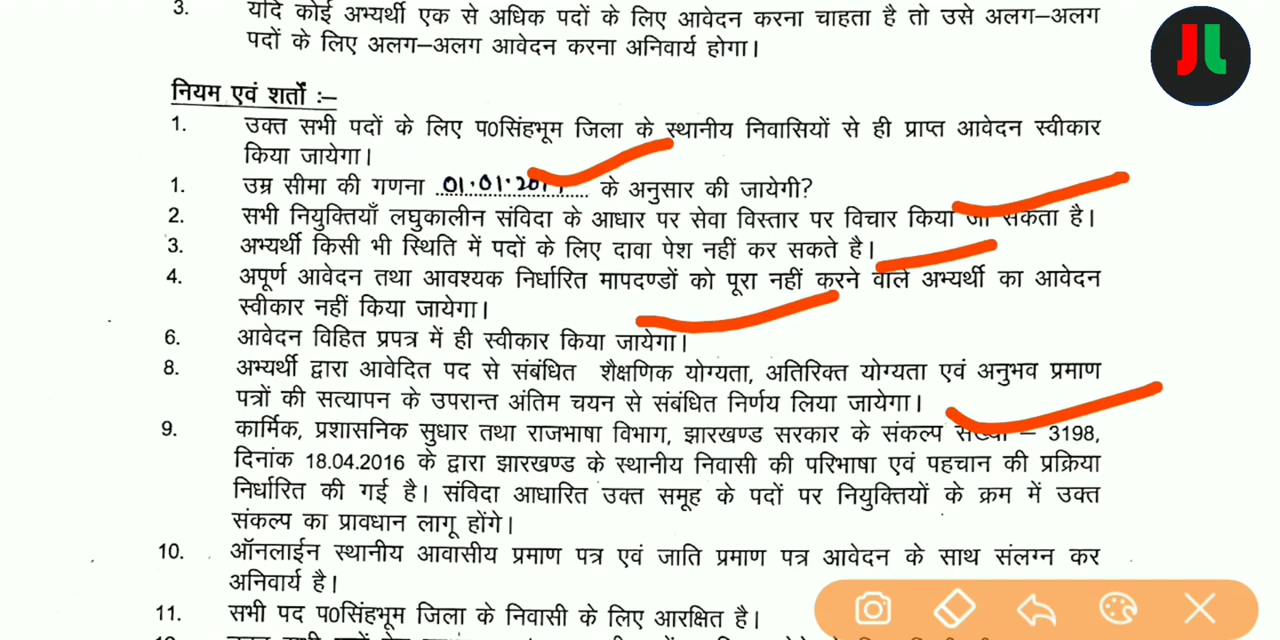 3. यदि कोई अभ्यर्थी एक से अधिक पदों के लिए आवेदन करना चाहता है तो उसे अलग–अलग
पदों के लिए अलग–अलग आवेदन करना अनिवार्य होगा।
नियम एवं शर्तों :–
1. उक्त सभी पदों के लिए प0सिंहभूम जिला के स्थानीय निवासियों से ही प्राप्त आवेदन स्वीकार
किया जायेगा।
1. उम्र सीमा की गणना 01.01.20 के अनुसार की जायेगी?
2. सभी नियुक्तियाँ लघुकालीन संविदा के आधार पर सेवा विस्तार पर विचार किया जा सकता है।
3. अभ्यर्थी किसी भी स्थिति में पदों के लिए दावा पेश नहीं कर सकते है।
4. अपूर्ण आवेदन तथा आवश्यक निर्धारित मापदण्डों को पूरा नहीं करने वाले अभ्यर्थी का आवेदन
स्वीकार नहीं किया जायेगा।
6. आवेदन विहित प्रपत्र में ही स्वीकार किया जायेगा।
8. अभ्यर्थी द्वारा आवेदित पद से संबंधित शैक्षणिक योग्यता, अतिरिक्त योग्यता एवं अनुभव प्रमाण
पत्रों की सत्यापन के उपरान्त अंतिम चयन से संबंधित निर्णय लिया जायेगा।
9. कार्मिक, प्रशासनिक सुधार तथा राजभाषा विभाग, झारखण्ड सरकार के संकल्प संख्या – 3198,
दिनांक 18.04.2016 के द्वारा झारखण्ड के स्थानीय निवासी की परिभाषा एवं पहचान की प्रक्रिया
निर्धारित की गई है। संविदा आधारित उक्त समूह के पदों पर नियुक्तियों के क्रम में उक्त
संकल्प का प्रावधान लागू होंगे।
10. ऑनलाईन स्थानीय आवासीय प्रमाण पत्र एवं जाति प्रमाण पत्र आवेदन के साथ संलग्न कर
अनिवार्य है।
11. सभी पद प0सिंहभूम जिला के निवासी के लिए आरक्षित है।